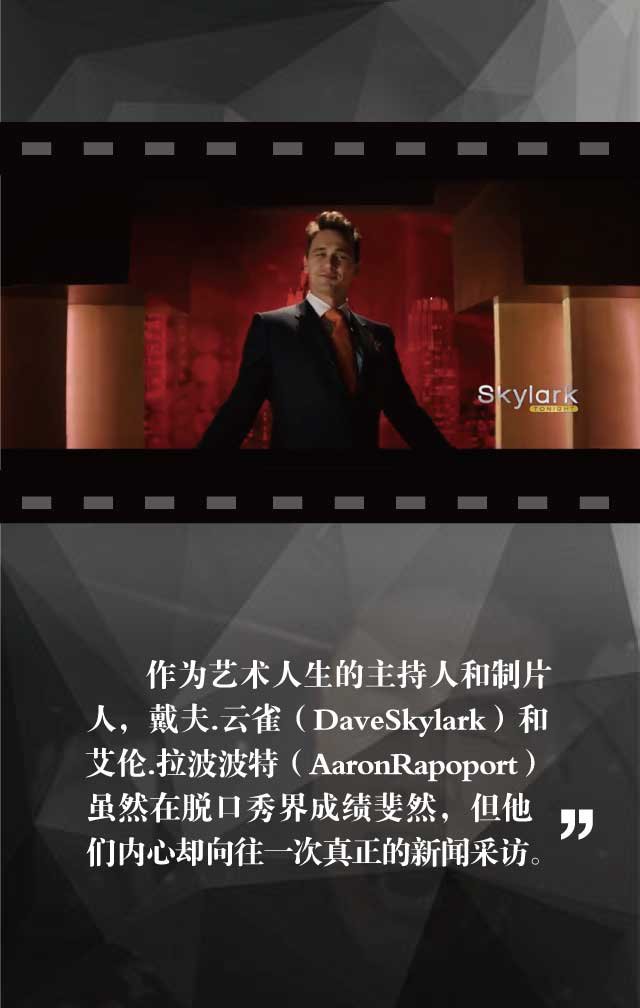 Skylark
TONIGHT
作为艺术人生的主持人和制片
人，戴夫.云雀（DaveSkylark）和
艾伦.拉波波特（AaronRapoport）
虽然在脱口秀界成绩斐然，但他
们内心却向往一次真正的新闻采访。”